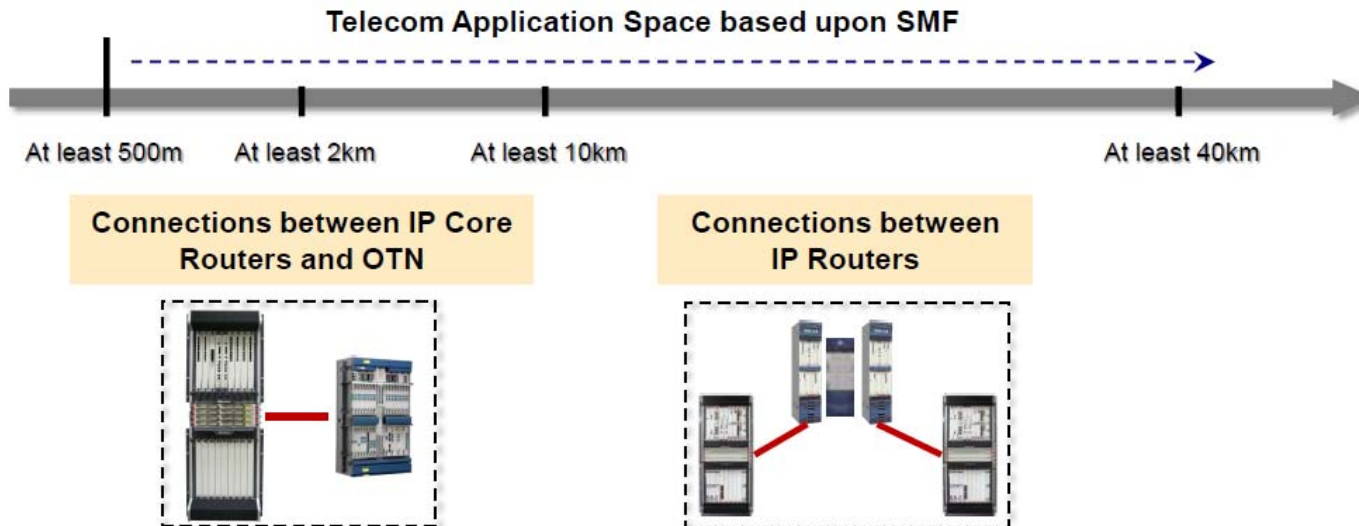 Telecom Application Space based upon SMF
At least 500m
At least 2km
At least 10km
At least 40km
Connections between IP Core
Routers and OTN
Connections between
IP Routers